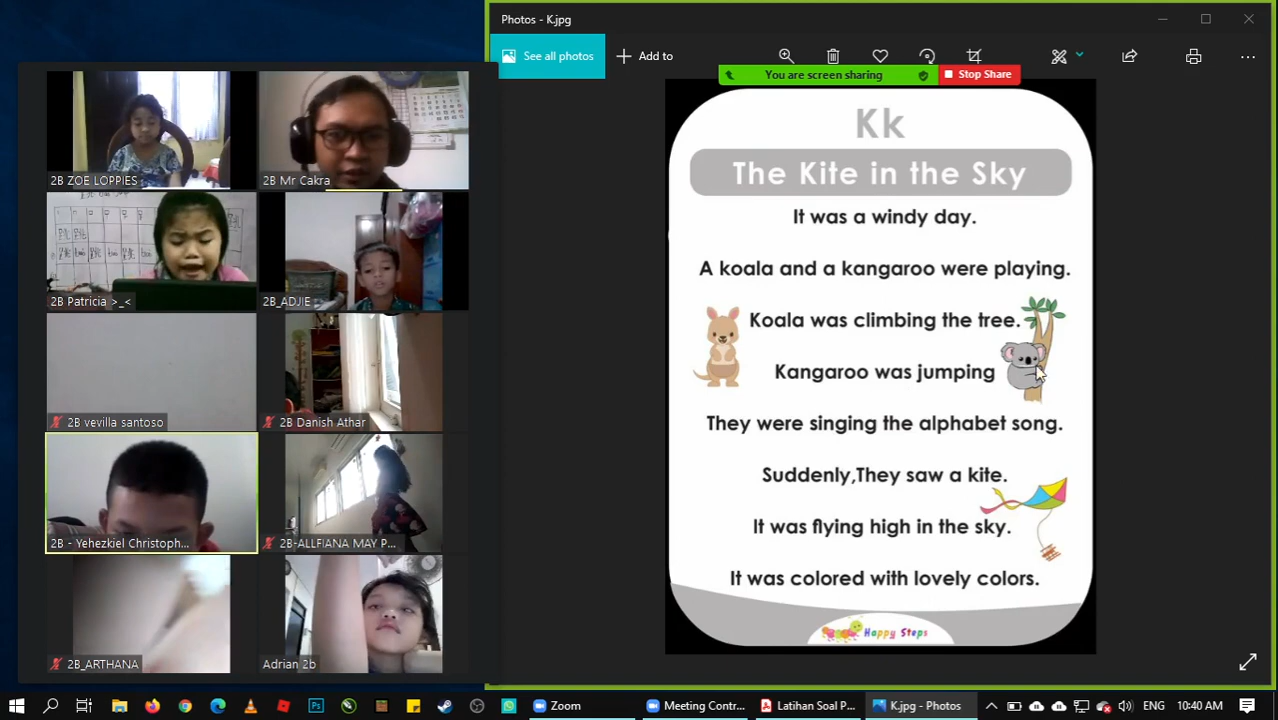 Photos - K.jpg
See all photos
Add to
You are screen sharing
Stop Share
2B ZOE LOPPIES
2B Mr Cakra
2B Patricia >_<
2B_ADJIE
2B vevilla santoso
2B Danish Athar
2B - Yehezkiel Christoph...
2B-ALLFIANA MAY P...
2B_ARTHANA
Adrian 2b
Kk
The Kite in the Sky
It was a windy day.
A koala and a kangaroo were playing.
Koala was climbing the tree.
Kangaroo was jumping
They were singing the alphabet song.
Suddenly,They saw a kite.
It was flying high in the sky.
It was colored with lovely colors.
Happy Steps
Zoom
Meeting Contr...
Latihan Soal P...
K.jpg - Photos
ENG
10:40 AM